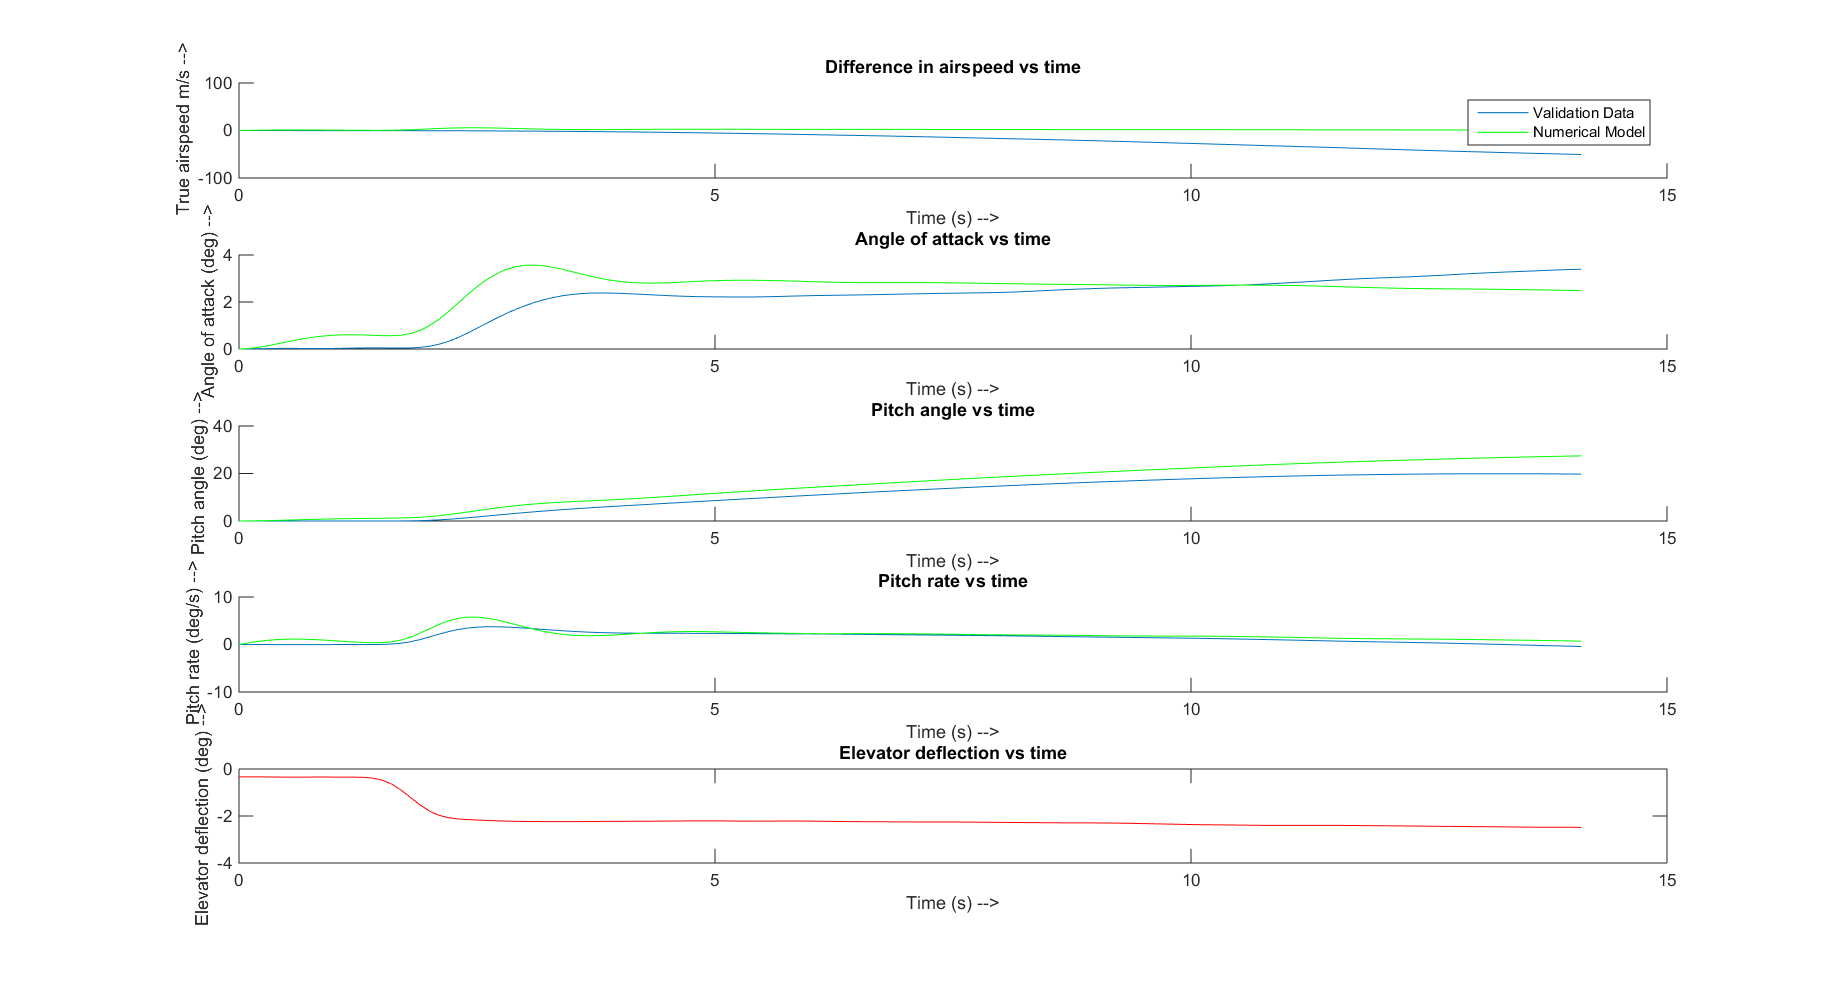 Difference in airspeed vs time
True airspeed m/s -->
100
0
-100
0 5 10 15
Time (s) -->
Validation Data
Numerical Model
Angle of attack vs time
Angle of attack (deg) -->
4
2
0
0 5 10 15
Time (s) -->
Pitch angle vs time
Pitch angle (deg) -->
40
20
0
0 5 10 15
Time (s) -->
Pitch rate vs time
Pitch rate (deg/s) -->
10
0
-10
0 5 10 15
Time (s) -->
Elevator deflection vs time
Elevator deflection (deg) -->
0
-2
-4
0 5 10 15
Time (s) -->